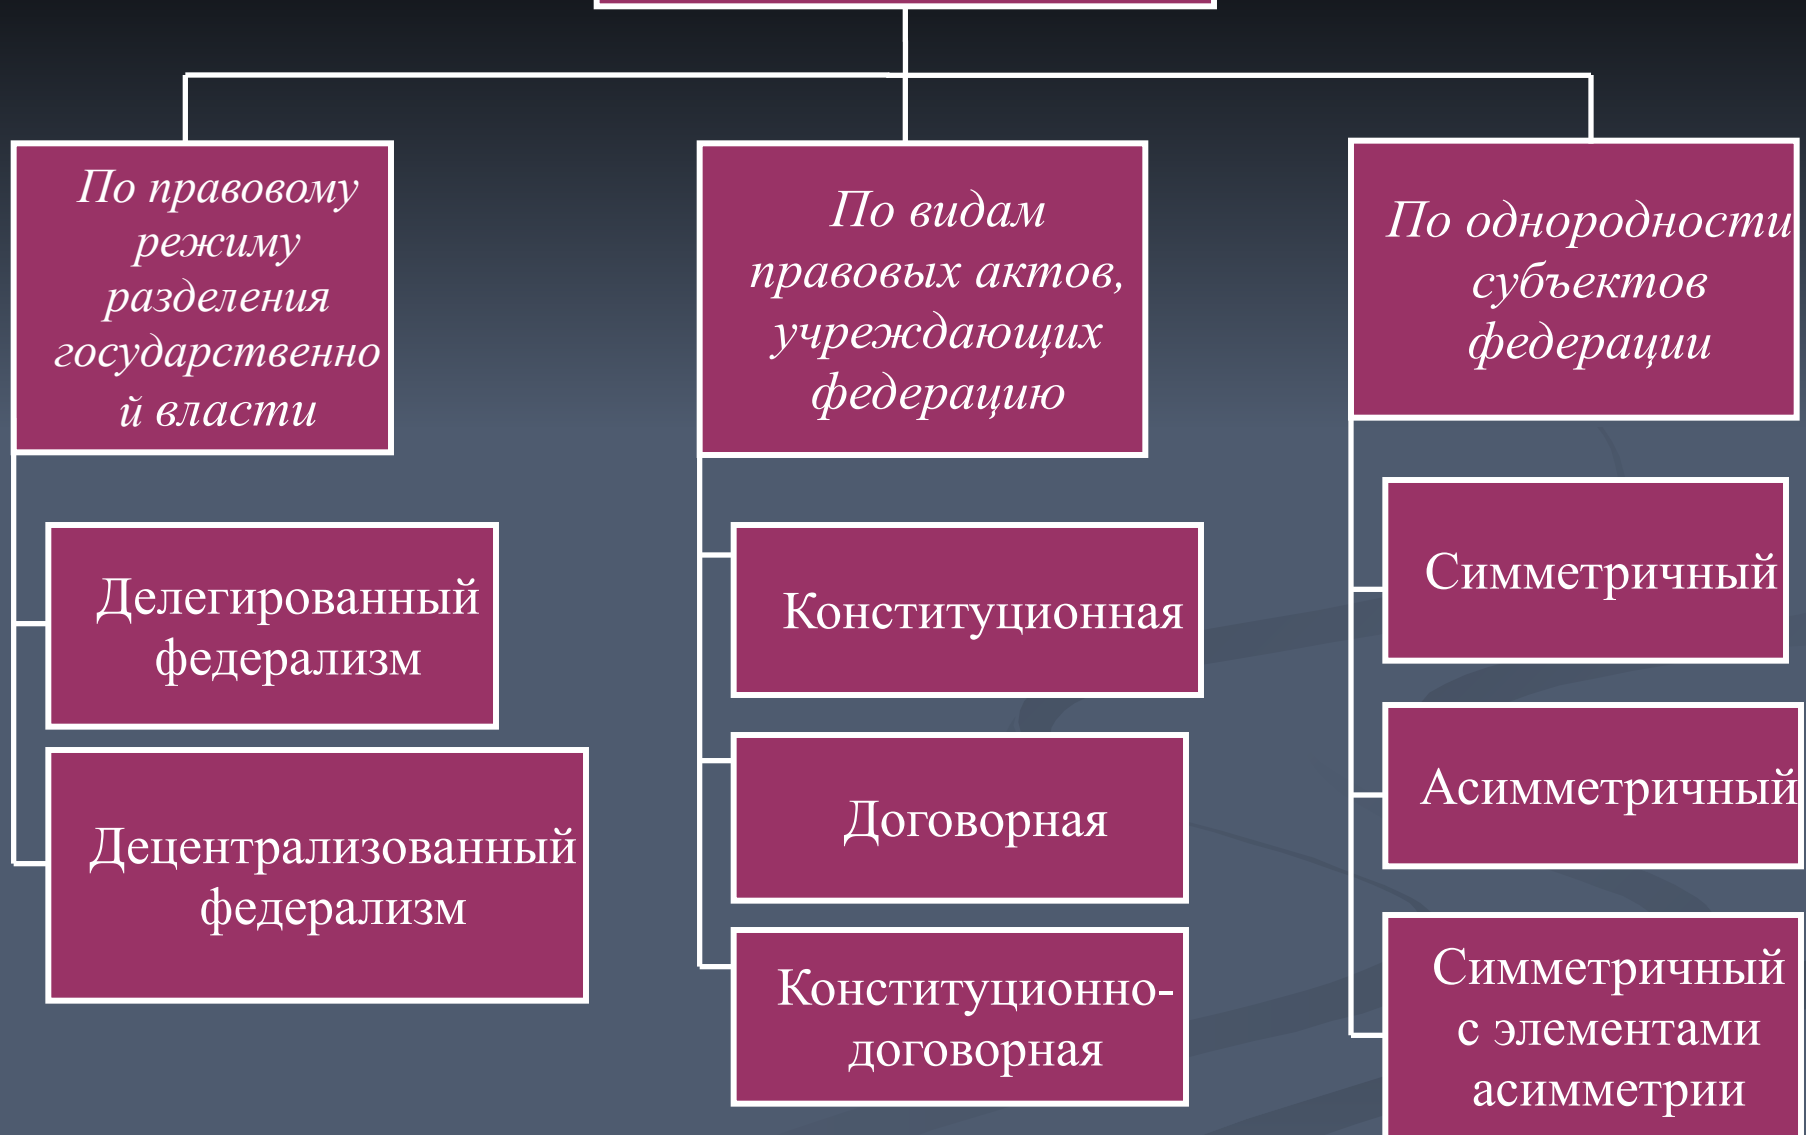 По правовому
режиму
разделения
государственно
й власти
Делегированный
федерализм
Децентрализованный
федерализм
По видам
правовых актов,
учреждающих
федерацию
Конституционная
Договорная
Конституционно-
договорная
По однородности
субъектов
федерации
Симметричный
Асимметричный
Симметричный
с элементами
асимметрии